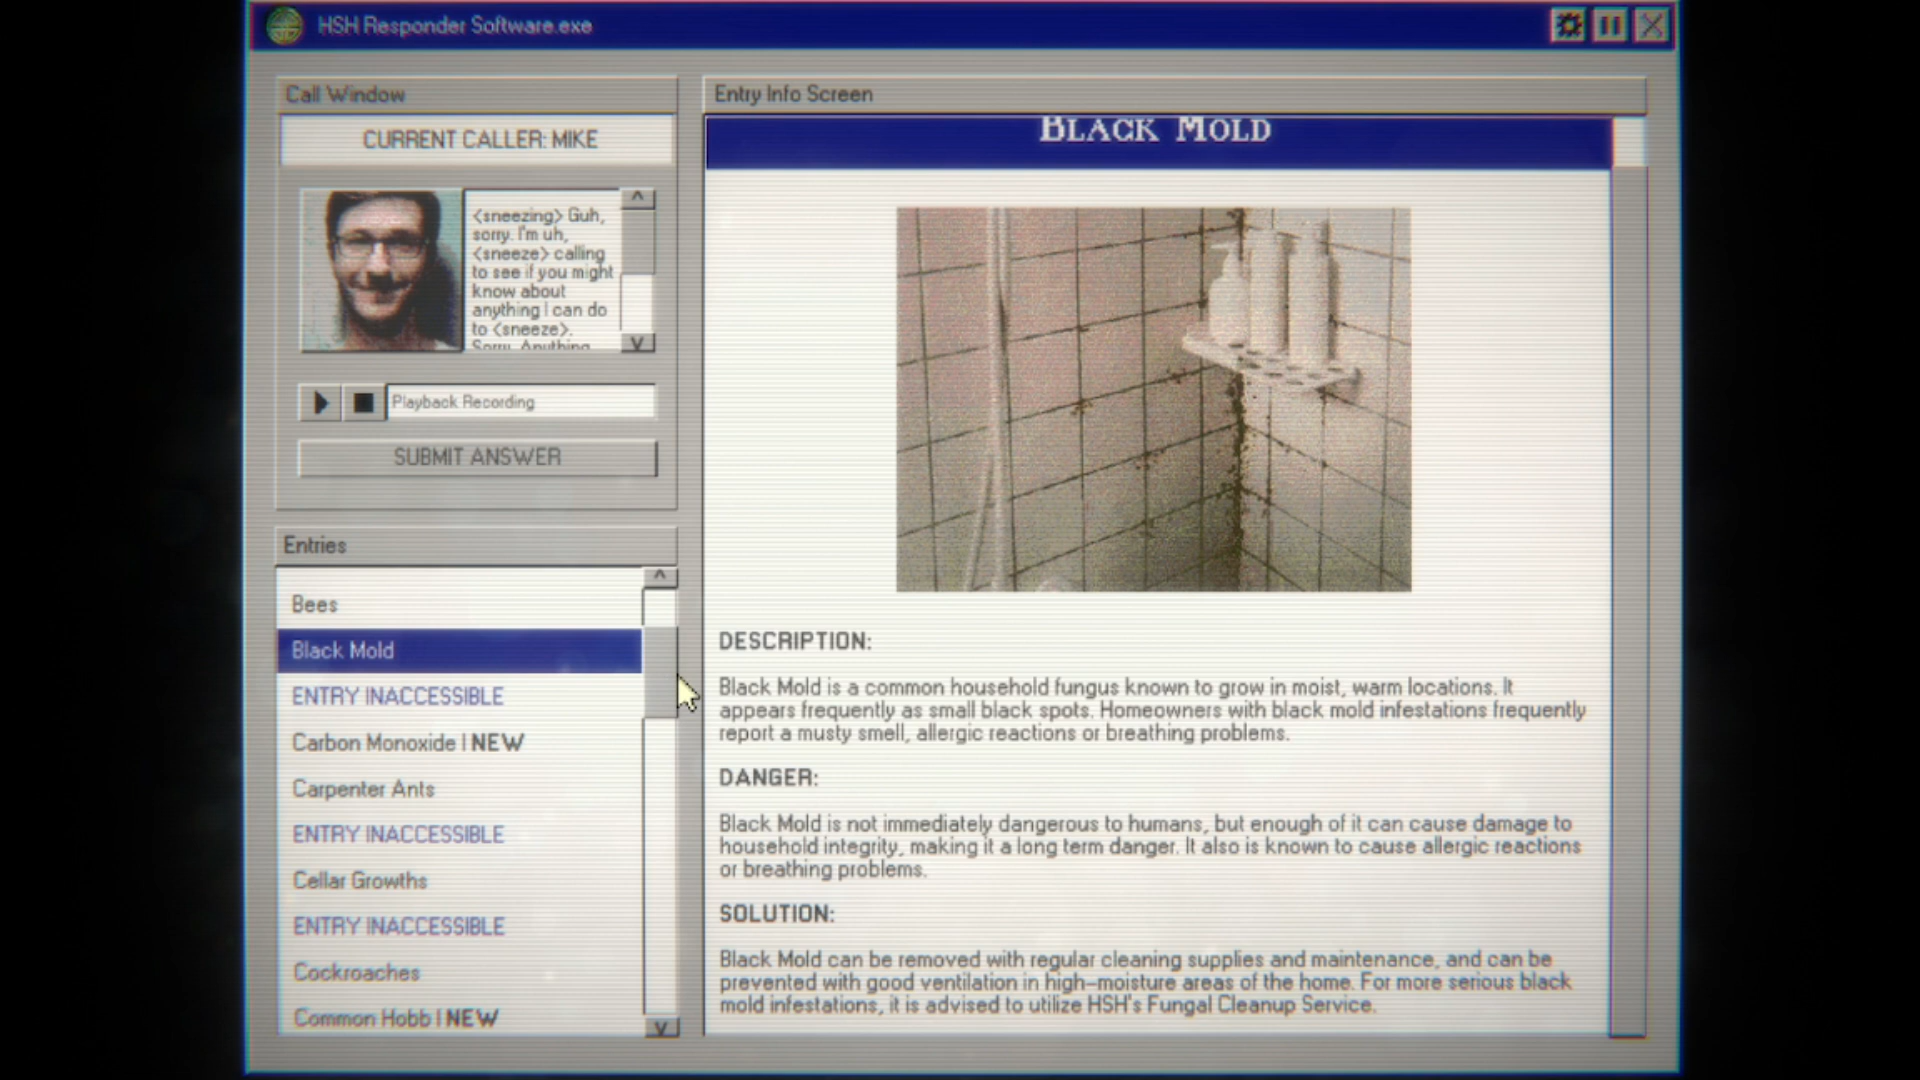 HSH Responder Software.exe
Call Window
CURRENT CALLER: MIKE
<sneezing> Guh,
sorry. I'm uh,
<sneeze> calling
to see if you might
know about
anything I can do
to <sneeze>.
Sorry. Anything
Playback Recording
SUBMIT ANSWER
Entries
Bees
Black Mold
ENTRY INACCESSIBLE
Carbon Monoxide | NEW
Carpenter Ants
ENTRY INACCESSIBLE
Cellar Growths
ENTRY INACCESSIBLE
Cockroaches
Common Hobb | NEW
Entry Info Screen
BLACK MOLD
DESCRIPTION:
Black Mold is a common household fungus known to grow in moist, warm locations. It
appears frequently as small black spots. Homeowners with black mold infestations frequently
report a musty smell, allergic reactions or breathing problems.
DANGER:
Black Mold is not immediately dangerous to humans, but enough of it can cause damage to
household integrity, making it a long term danger. It also is known to cause allergic reactions
or breathing problems.
SOLUTION:
Black Mold can be removed with regular cleaning supplies and maintenance, and can be
prevented with good ventilation in high-moisture areas of the home. For more serious black
mold infestations, it is advised to utilize HSH's Fungal Cleanup Service.